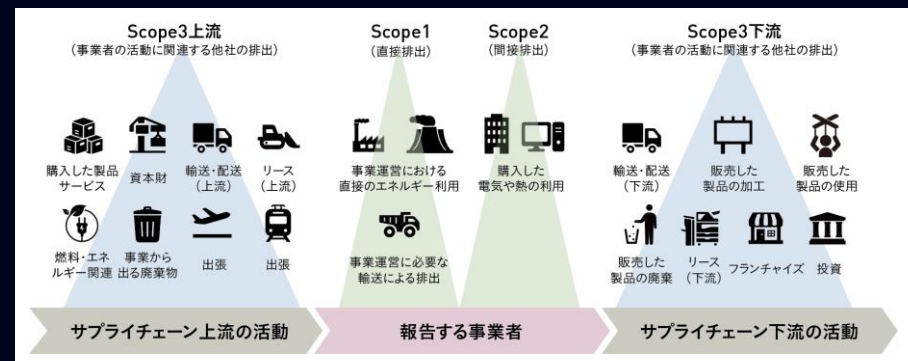 Scope3上流
(事業者の活動に関連する他社の排出)
購入した製品
サービス
資本財
輸送・配送
(上流)
リース
(上流)
燃料・エネ
ルギー関連
事業から
出る廃棄物
出張
出張
サプライチェーン上流の活動
Scope1
(直接排出)
Scope2
(間接排出)
事業運営における
直接のエネルギー利用
購入した
電気や熱の利用
事業運営に必要な
輸送による排出
報告する事業者
Scope3下流
(事業者の活動に関連する他社の排出)
輸送・配送
(下流)
販売した
製品の加工
販売した
製品の使用
販売した
製品の廃棄
リース
(下流)
フランチャイズ
投資
サプライチェーン下流の活動